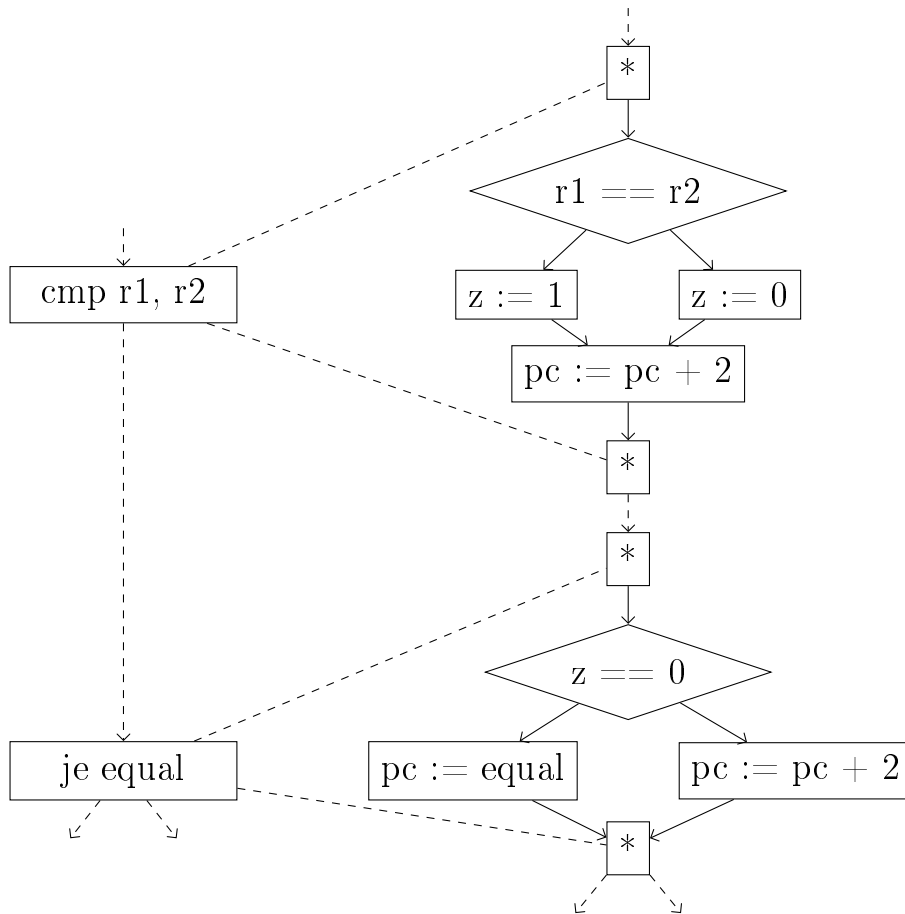 *
r1 == r2
cmp r1, r2
z := 1
z := 0
pc := pc + 2
*
*
z == 0
je equal
pc := equal
pc := pc + 2
*